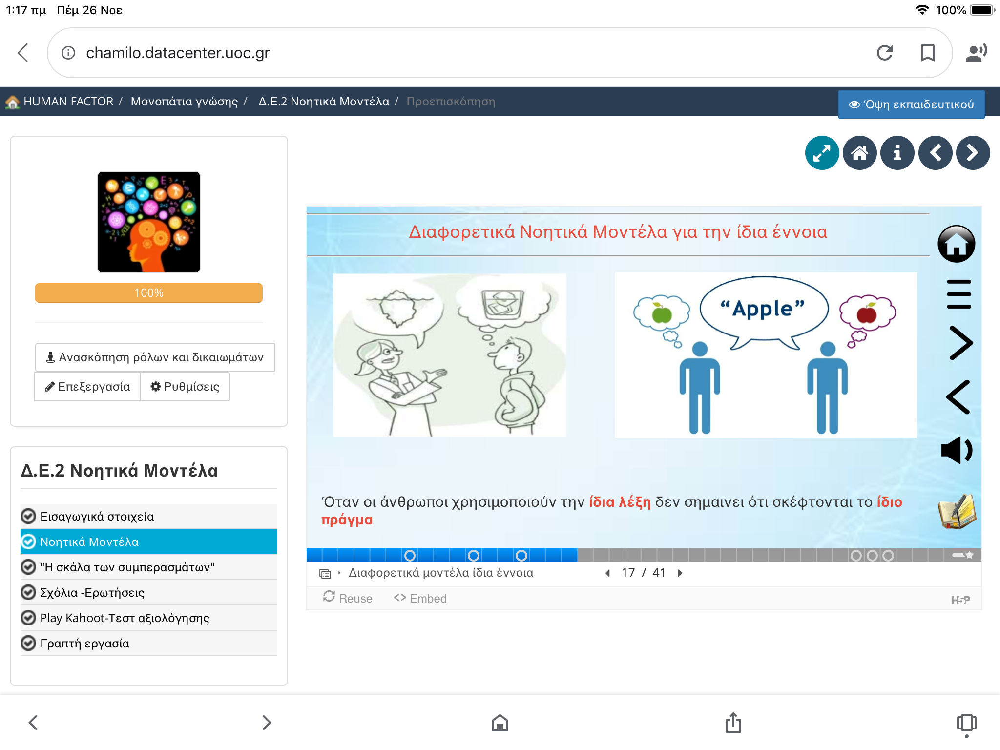 1:17 πμ Πέμ 26 Νοε
100%
chamilo.datacenter.uoc.gr
HUMAN FACTOR / Μονοπάτια γνώσης / Δ.Ε.2 Νοητικά Μοντέλα / Προεπισκόπηση
Όψη εκπαιδευτικού
100%
Ανασκόπηση ρόλων και δικαιωμάτων
Επεξεργασία
Ρυθμίσεις
Δ.Ε.2 Νοητικά Μοντέλα
Εισαγωγικά στοιχεία
Νοητικά Μοντέλα
"Η σκάλα των συμπερασμάτων"
Σχόλια -Ερωτήσεις
Play Kahoot-Τεστ αξιολόγησης
Γραπτή εργασία
Διαφορετικά Νοητικά Μοντέλα για την ίδια έννοια
“Apple”
Όταν οι άνθρωποι χρησιμοποιούν την ίδια λέξη δεν σημαινει ότι σκέφτονται το ίδιο
πράγμα
Διαφορετικά μοντέλα ίδια έννοια
17 / 41
Reuse
<> Embed
H5P